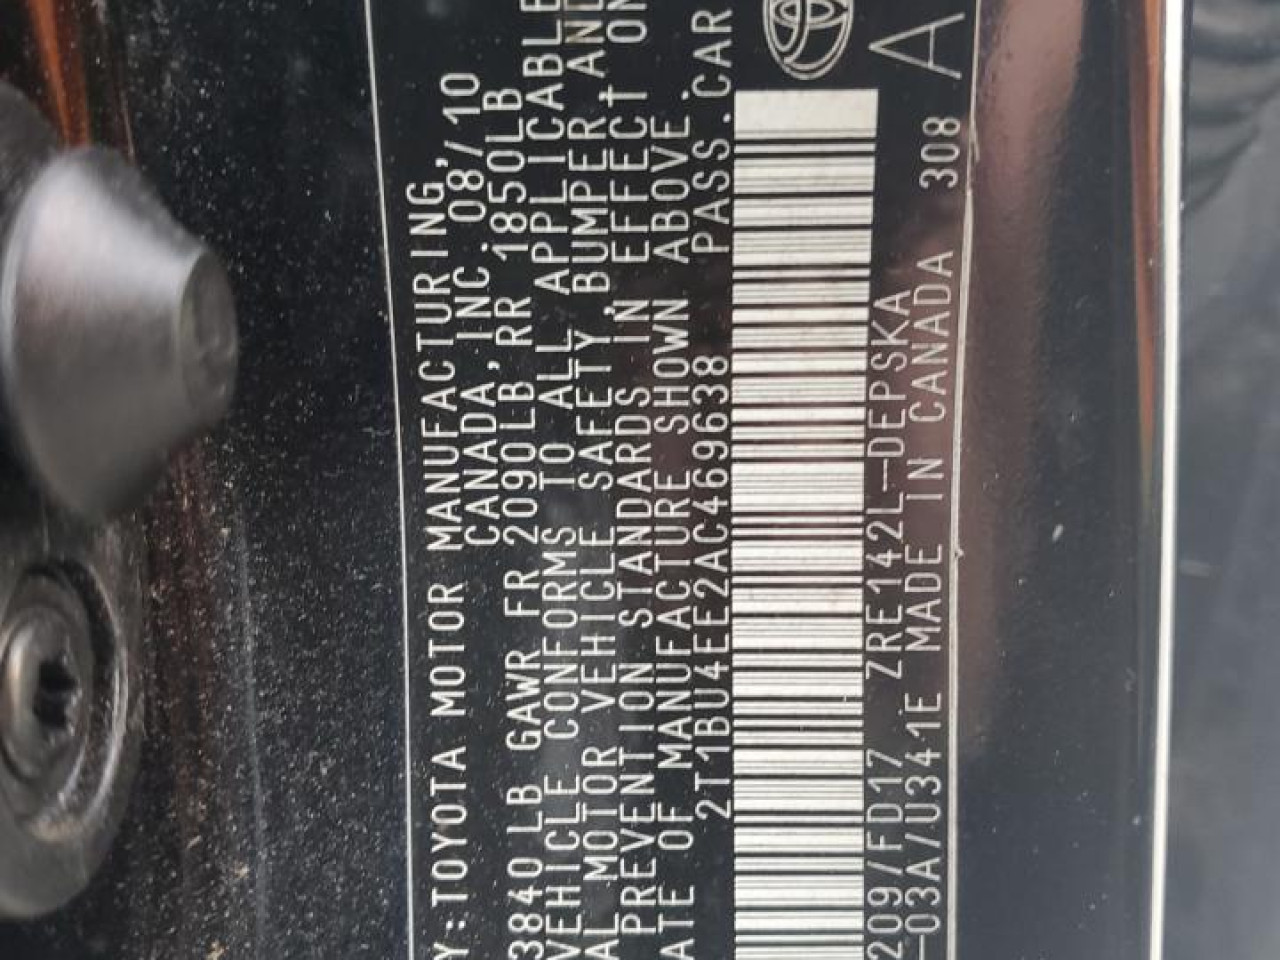 Y:TOYOTA MOTOR MANUFACTURING,
CANADA, INC. 08/10
3840LB GAWR FR 2090LB, RR 1850LB
VEHICLE CONFORMS TO ALL APPLICABLE
AL MOTOR VEHICLE SAFETY, BUMPER, AND
PREVENTION STANDARDS IN EFFECT ON
ATE OF MANUFACTURE SHOWN ABOVE.
2T1BU4EE2AC469638 PASS. CAR
209/FD17 ZRE142L-DEPSKA
-03A/U341E MADE IN CANADA 308 A